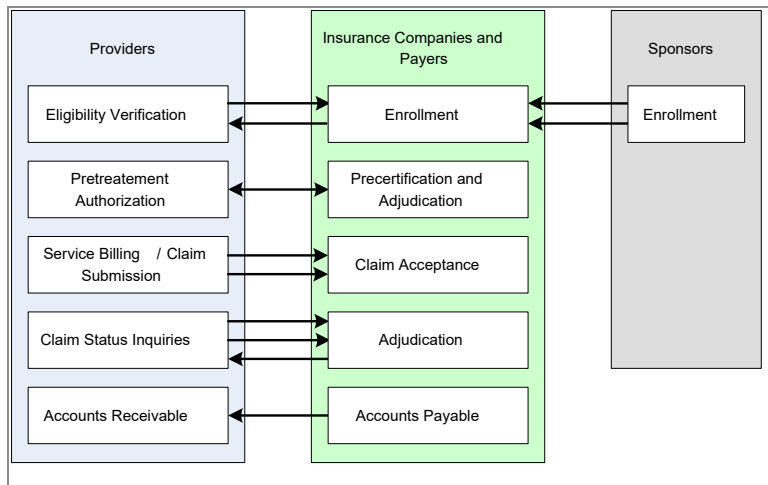 Providers
Insurance Companies and
Payers
Sponsors
Eligibility Verification
Enrollment
Enrollment
Pretreatement
Authorization
Precertification and
Adjudication
Service Billing / Claim
Submission
Claim Acceptance
Claim Status Inquiries
Adjudication
Accounts Receivable
Accounts Payable